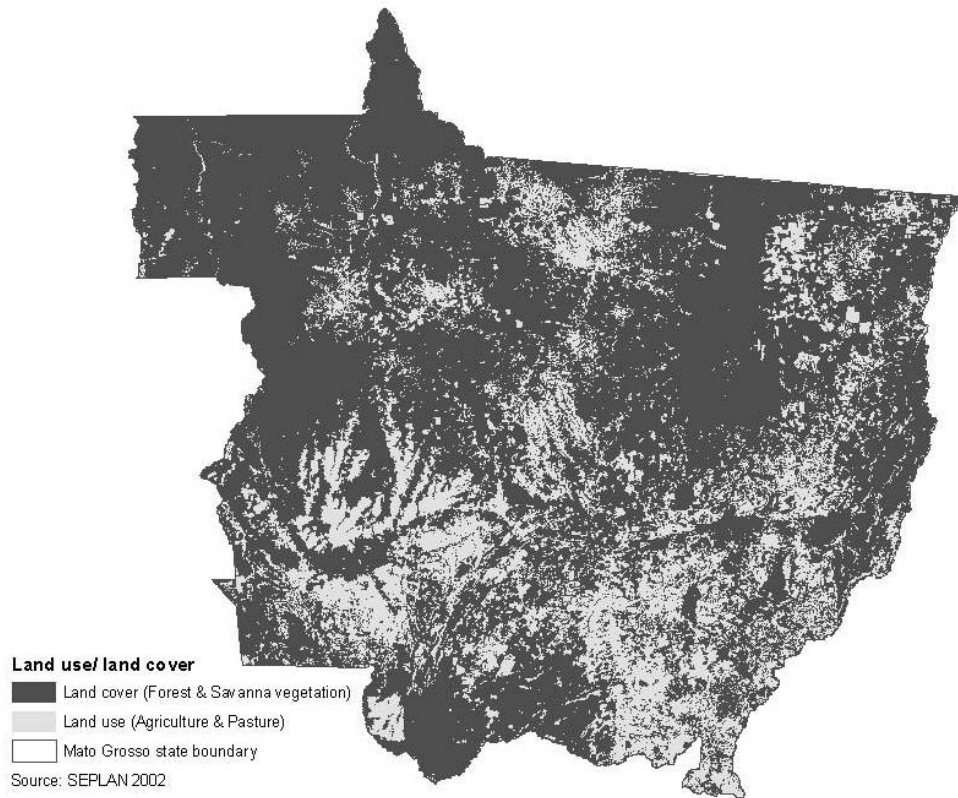 Land use/ land cover
Land cover (Forest & Savanna vegetation)
Land use (Agriculture & Pasture)
Mato Grosso state boundary
Source: SEPLAN 2002